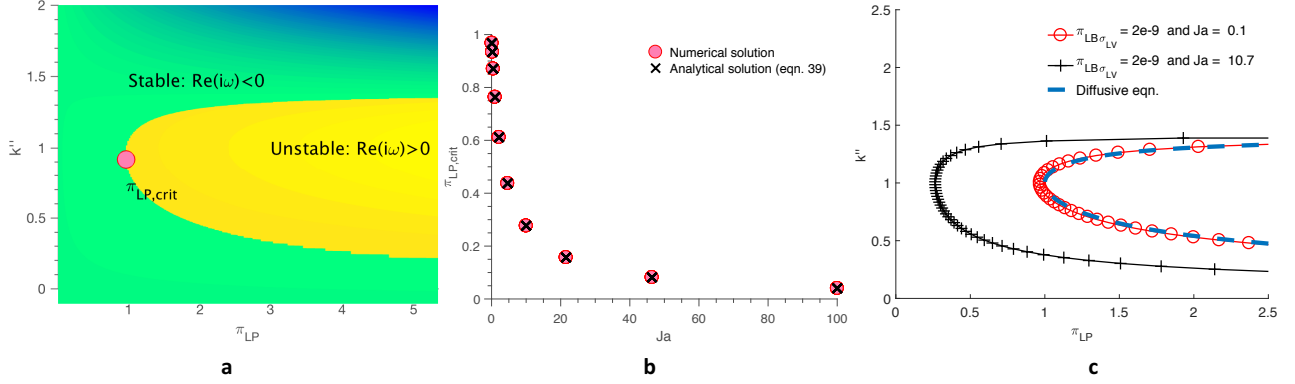 2
1.5
1
0.5
0
k''
Stable: Re(iω)<0
Unstable: Re(iω)>0
π_LP,crit
1 2 3 4 5
π_LP
a
1
0.8
0.6
0.4
0.2
0
π_LP,crit
Numerical solution
Analytical solution (eqn. 39)
0 20 40 60 80 100
Ja
b
2.5
2
1.5
1
0.5
0
k''
π_LBσ_LV = 2e-9 and Ja = 0.1
π_LBσ_LV = 2e-9 and Ja = 10.7
Diffusive eqn.
0 0.5 1 1.5 2 2.5
π_LP
c